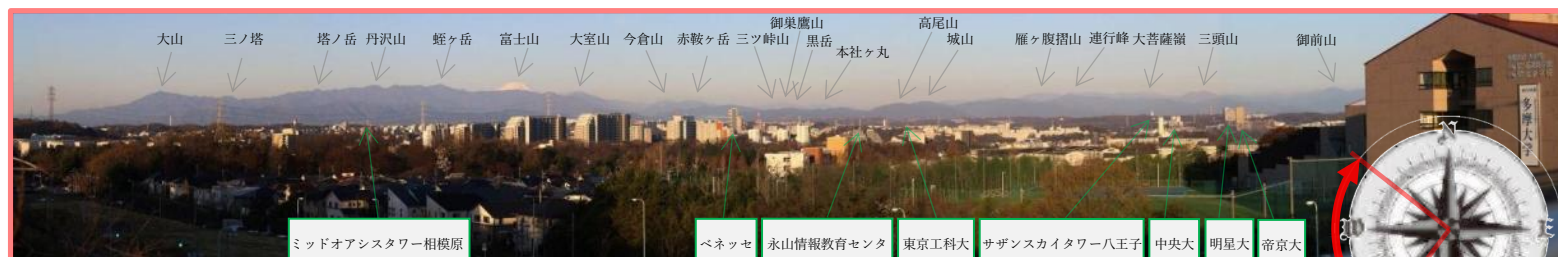 大山
三ノ塔
塔ノ岳
丹沢山
蛭ヶ岳
富士山
大室山
今倉山
赤鞍ヶ岳
三ツ峠山
御巣鷹山
黒岳
本社ヶ丸
高尾山
城山
雁ヶ腹摺山
連行峰
大菩薩嶺
三頭山
御前山
多摩大学
N
W
E
ミッドオアシスタワー相模原
ベネッセ
永山情報教育センタ
東京工科大
サザンスカイタワー八王子
中央大
明星大
帝京大